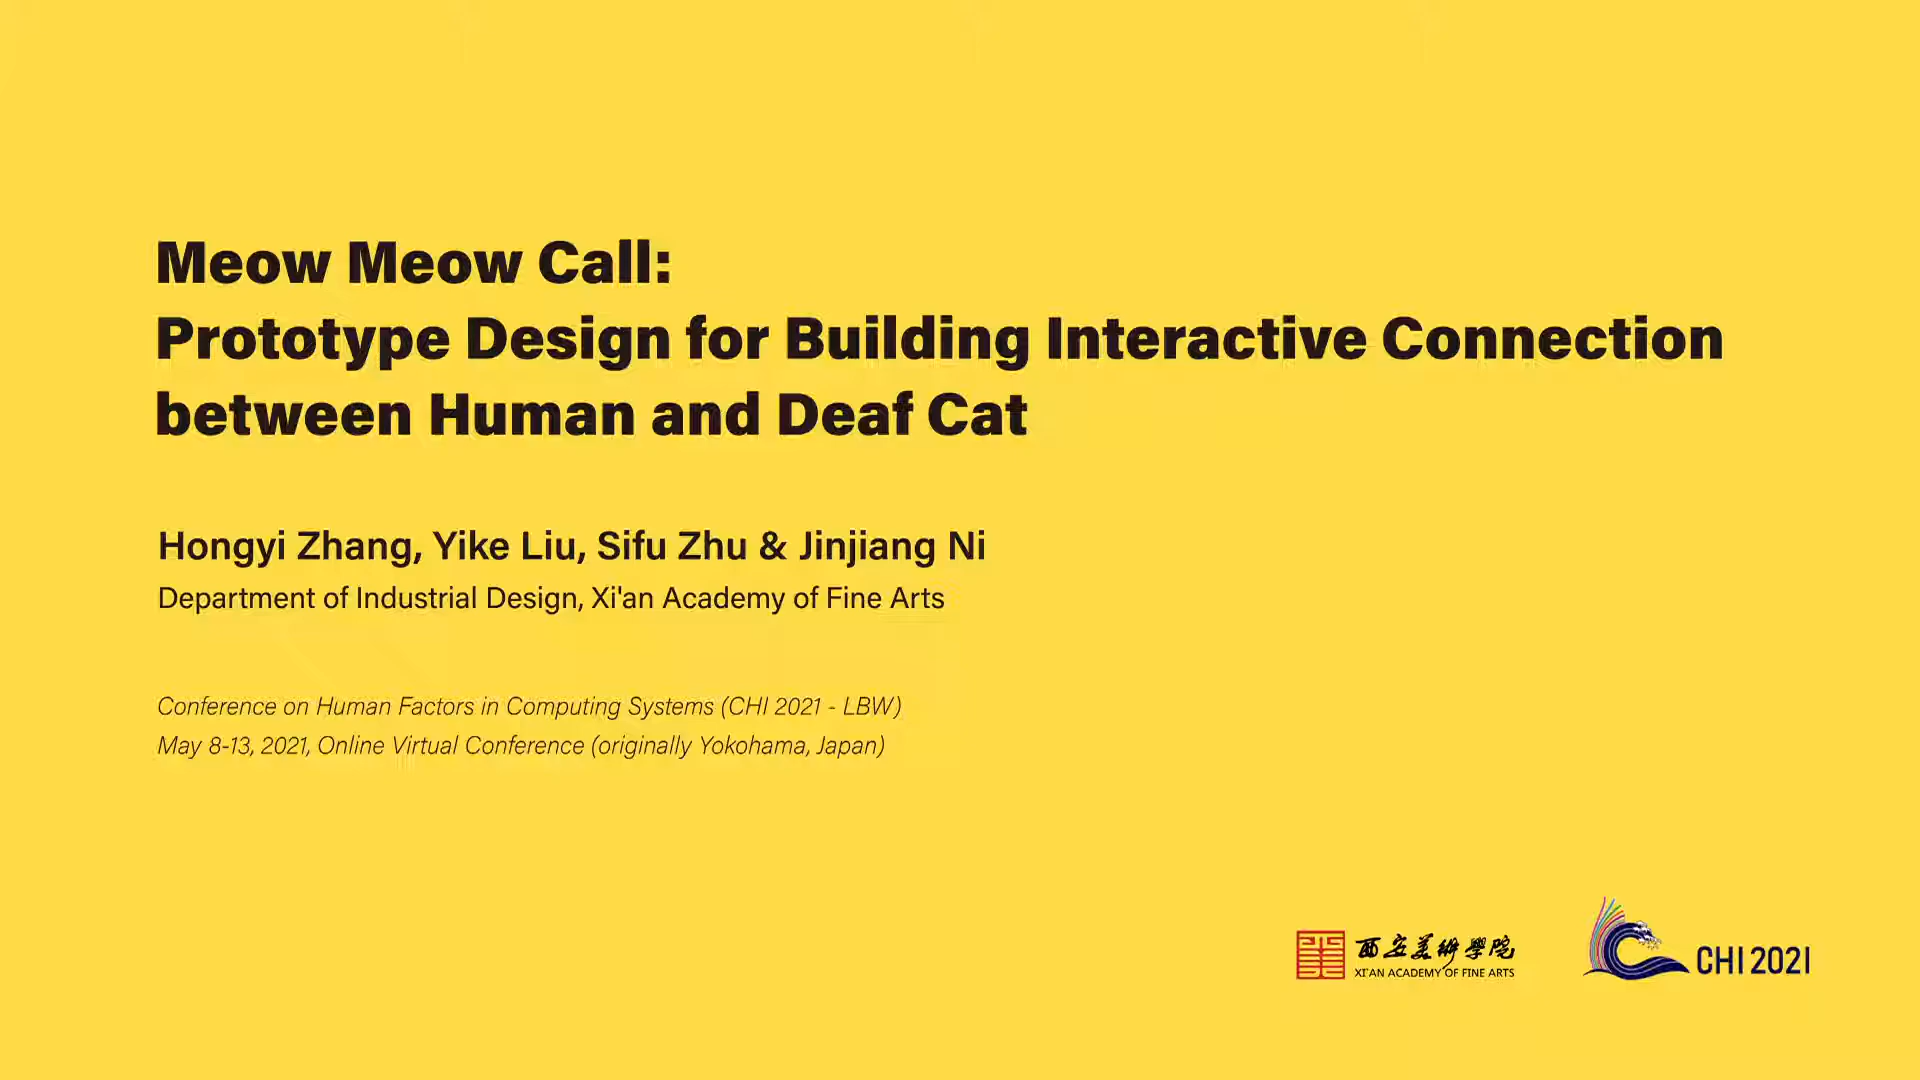 Meow Meow Call:
Prototype Design for Building Interactive Connection
between Human and Deaf Cat
Hongyi Zhang, Yike Liu, Sifu Zhu & Jinjiang Ni
Department of Industrial Design, Xi'an Academy of Fine Arts
Conference on Human Factors in Computing Systems (CHI 2021 - LBW)
May 8-13, 2021, Online Virtual Conference (originally Yokohama, Japan)
西安美術學院
XI'AN ACADEMY OF FINE ARTS
CHI 2021